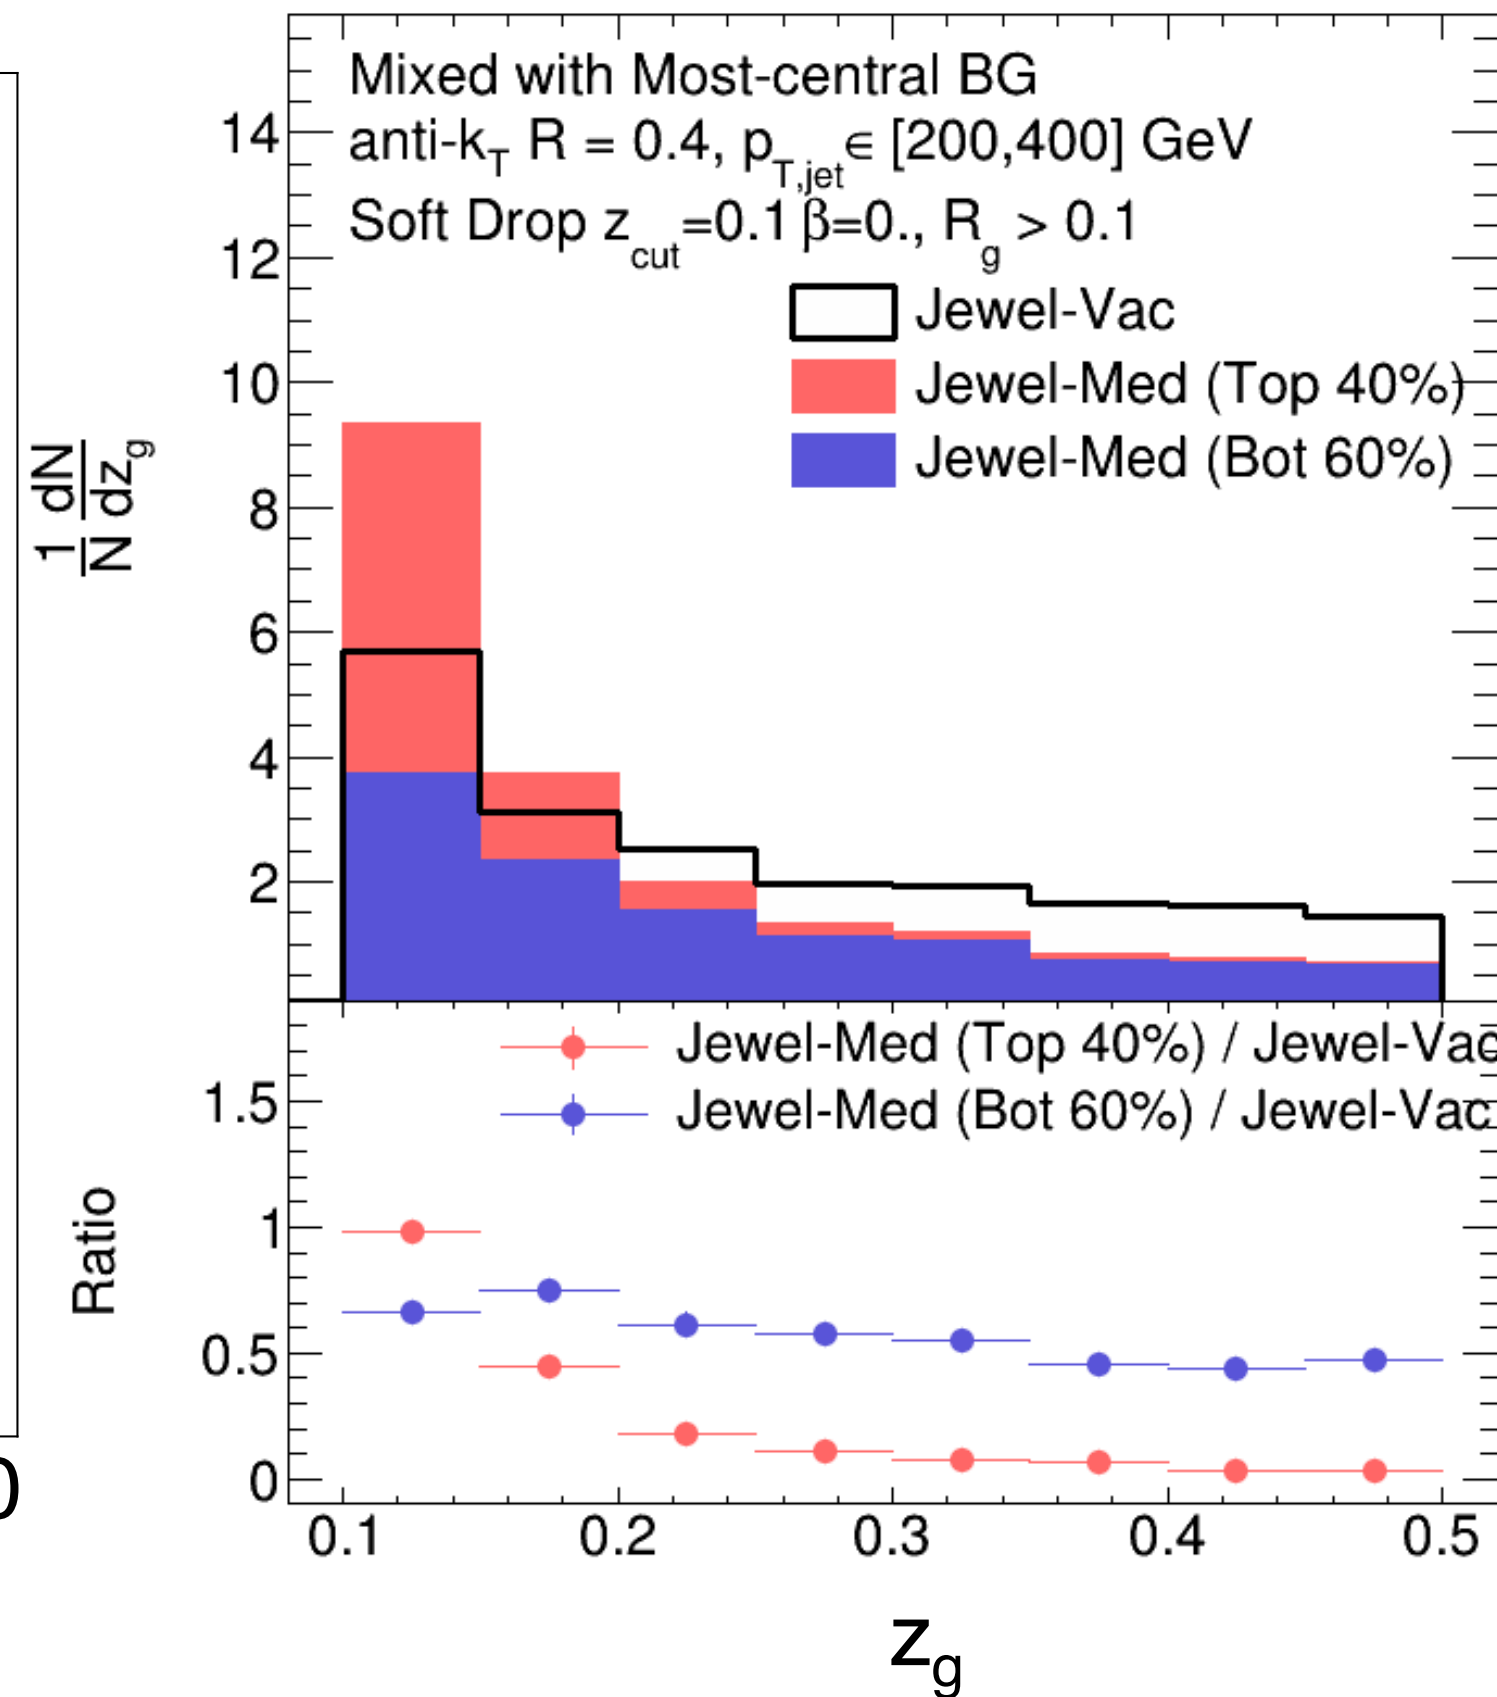 Mixed with Most-central BG
anti-k_T R = 0.4, p_T,jet ∈ [200,400] GeV
Soft Drop z_cut=0.1 β=0., R_g > 0.1
Jewel-Vac
Jewel-Med (Top 40%)
Jewel-Med (Bot 60%)
1/N dN/dz_g
14
12
10
8
6
4
2
Jewel-Med (Top 40%) / Jewel-Vac
Jewel-Med (Bot 60%) / Jewel-Vac
Ratio
1.5
1
0.5
0
0.1 0.2 0.3 0.4 0.5
z_g